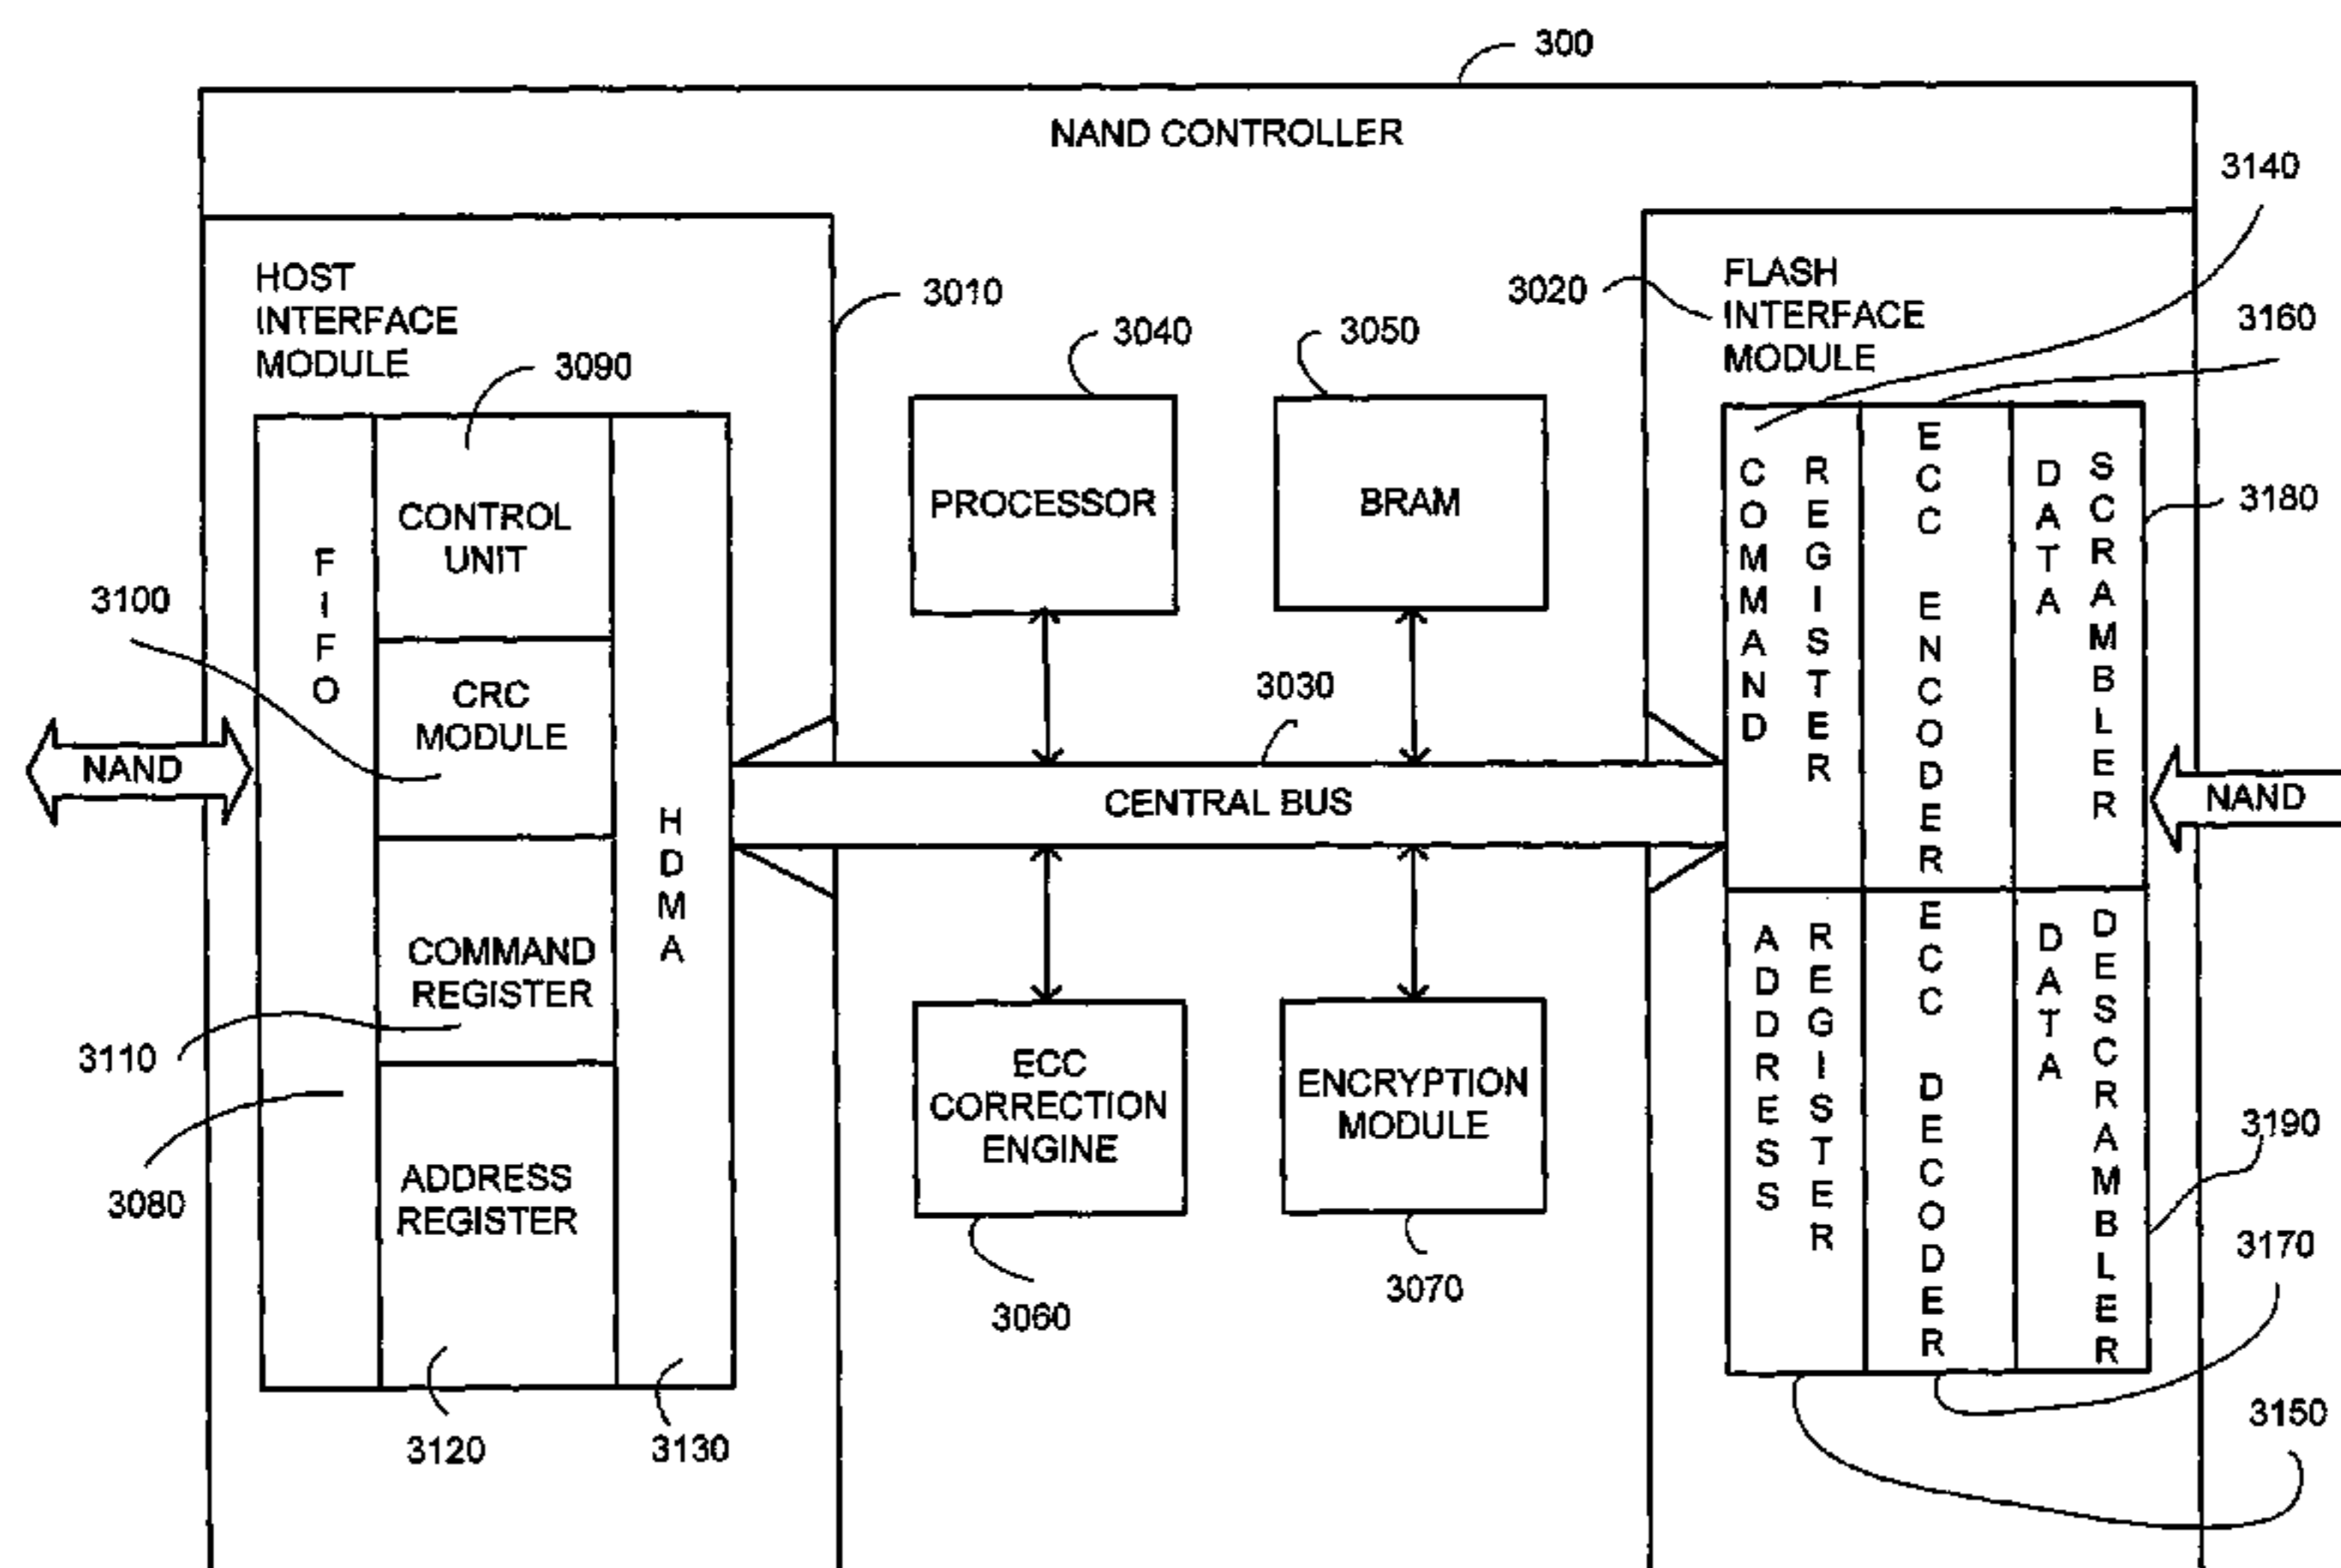 300
NAND CONTROLLER
3140
HOST
INTERFACE
MODULE
3010
3020
FLASH
INTERFACE
MODULE
3160
3090
3040
3050
FIFO
CONTROL
UNIT
3100
CRC
MODULE
COMMAND
REGISTER
3110
3080
ADDRESS
REGISTER
HDMA
3120
3130
NAND
PROCESSOR
BRAM
3030
CENTRAL BUS
ECC
CORRECTION
ENGINE
ENCRYPTION
MODULE
3060
3070
COMMAND
REGISTER
ECC ENCODER
DATA
SCRAMBLER
3180
NAND
ADDRESS
REGISTER
ECC DECODER
DATA
DESCRAMBLER
3190
3170
3150